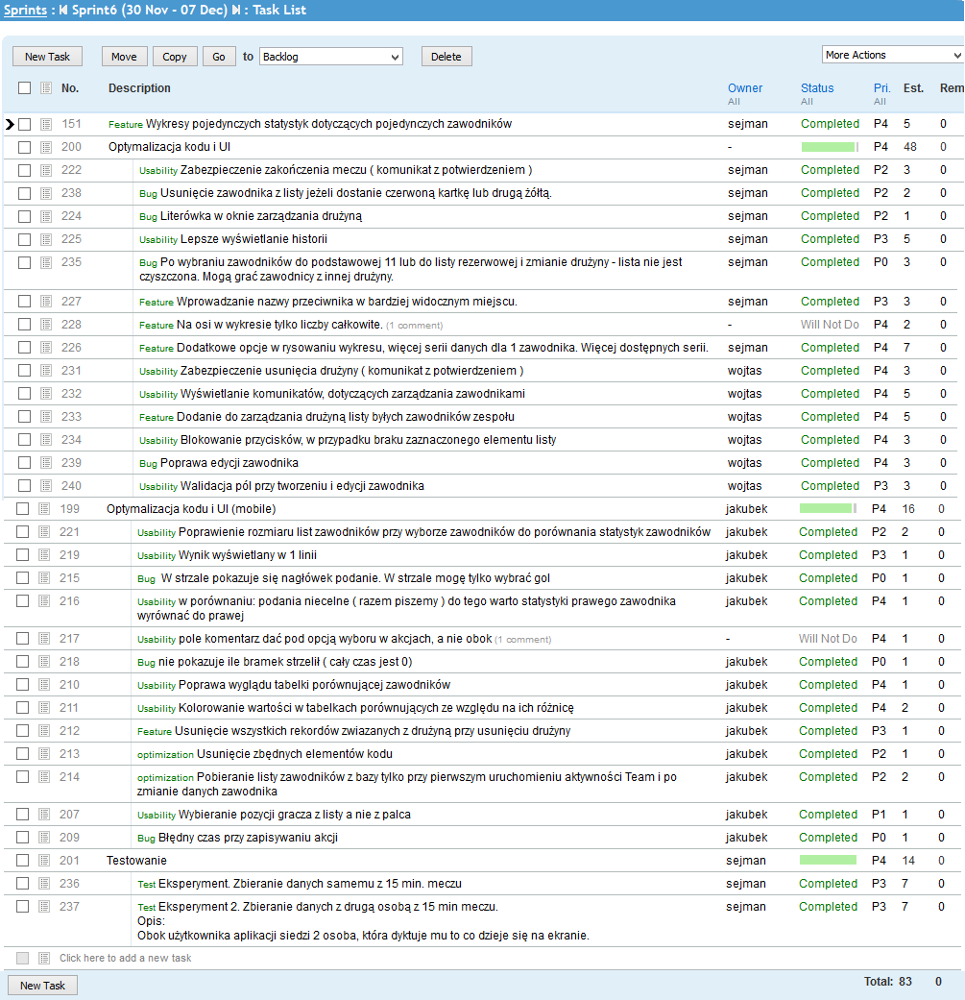 Sprints : Sprint6 (30 Nov - 07 Dec) : Task List
New Task Move Copy Go to Backlog Delete More Actions
No. Description Owner Status Pri. Est. Rem
All All All
151 Feature Wykresy pojedynczych statystyk dotyczących pojedynczych zawodników sejman Completed P4 5 0
200 Optymalizacja kodu i UI - P4 48 0
222 Usability Zabezpieczenie zakończenia meczu ( komunikat z potwierdzeniem ) sejman Completed P2 3 0
238 Bug Usunięcie zawodnika z listy jeżeli dostanie czerwoną kartkę lub drugą żółtą. sejman Completed P2 2 0
224 Bug Literówka w oknie zarządzania drużyną sejman Completed P2 1 0
225 Usability Lepsze wyświetlanie historii sejman Completed P3 5 0
235 Bug Po wybraniu zawodników do podstawowej 11 lub do listy rezerwowej i zmianie drużyny - lista nie jest sejman Completed P0 3 0
czyszczona. Mogą grać zawodnicy z innej drużyny.
227 Feature Wprowadzanie nazwy przeciwnika w bardziej widocznym miejscu. sejman Completed P3 3 0
228 Feature Na osi w wykresie tylko liczby całkowite. (1 comment) - Will Not Do P4 2 0
226 Feature Dodatkowe opcje w rysowaniu wykresu, więcej serii danych dla 1 zawodnika. Więcej dostępnych serii. sejman Completed P4 7 0
231 Usability Zabezpieczenie usunięcia drużyny ( komunikat z potwierdzeniem ) wojtas Completed P4 3 0
232 Usability Wyświetlanie komunikatów, dotyczących zarządzania zawodnikami wojtas Completed P4 5 0
233 Feature Dodanie do zarządzania drużyną listy byłych zawodników zespołu wojtas Completed P4 5 0
234 Usability Blokowanie przycisków, w przypadku braku zaznaczonego elementu listy wojtas Completed P4 3 0
239 Bug Poprawa edycji zawodnika wojtas Completed P4 3 0
240 Usability Walidacja pól przy tworzeniu i edycji zawodnika wojtas Completed P3 3 0
199 Optymalizacja kodu i UI (mobile) jakubek P4 16 0
221 Usability Poprawienie rozmiaru list zawodników przy wyborze zawodników do porównania statystyk zawodników jakubek Completed P2 2 0
219 Usability Wynik wyświetlany w 1 linii jakubek Completed P3 1 0
215 Bug W strzale pokazuje się nagłówek podanie. W strzale mogę tylko wybrać gol jakubek Completed P0 1 0
216 Usability w porównaniu: podania niecelne ( razem piszemy ) do tego warto statystyki prawego zawodnika jakubek Completed P4 1 0
wyrównać do prawej
217 Usability pole komentarz dać pod opcją wyboru w akcjach, a nie obok (1 comment) - Will Not Do P4 1 0
218 Bug nie pokazuje ile bramek strzelił ( cały czas jest 0) jakubek Completed P0 1 0
210 Usability Poprawa wyglądu tabelki porównującej zawodników jakubek Completed P4 1 0
211 Usability Kolorowanie wartości w tabelkach porównujących ze względu na ich różnicę jakubek Completed P4 2 0
212 Feature Usunięcie wszystkich rekordów zwiazanych z drużyną przy usunięciu drużyny jakubek Completed P3 1 0
213 optimization Usunięcie zbędnych elementów kodu jakubek Completed P2 1 0
214 optimization Pobieranie listy zawodników z bazy tylko przy pierwszym uruchomieniu aktywności Team i po jakubek Completed P2 2 0
zmianie danych zawodnika
207 Usability Wybieranie pozycji gracza z listy a nie z palca jakubek Completed P1 1 0
209 Bug Błędny czas przy zapisywaniu akcji jakubek Completed P0 1 0
201 Testowanie sejman P4 14 0
236 Test Eksperyment. Zbieranie danych samemu z 15 min. meczu sejman Completed P3 7 0
237 Test Eksperyment 2. Zbieranie danych z drugą osobą z 15 min meczu. sejman Completed P3 7 0
Opis:
Obok użytkownika aplikacji siedzi 2 osoba, która dyktuje mu to co dzieje się na ekranie.
Click here to add a new task
New Task Total: 83 0